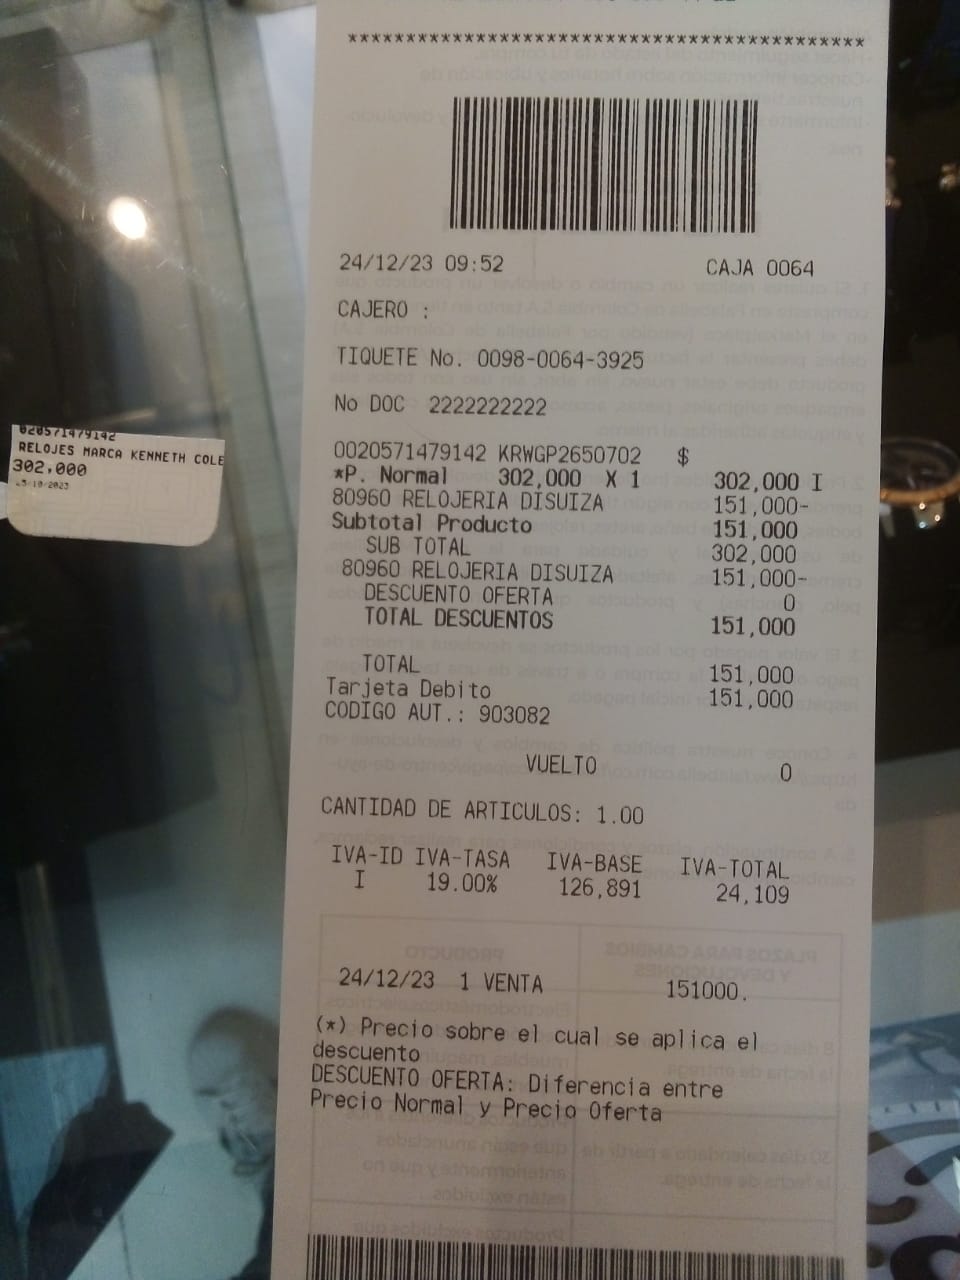 ******************************************
24/12/23 09:52 CAJA 0064
CAJERO :
TIQUETE No. 0098-0064-3925
No DOC 2222222222
0020571479142 KRWGP2650702 $
*P. Normal 302,000 X 1 302,000 I
80960 RELOJERIA DISUIZA 151,000-
Subtotal Producto 151,000
SUB TOTAL 302,000
80960 RELOJERIA DISUIZA 151,000-
DESCUENTO OFERTA 0
TOTAL DESCUENTOS 151,000
TOTAL 151,000
Tarjeta Debito 151,000
CODIGO AUT.: 903082
VUELTO 0
CANTIDAD DE ARTICULOS: 1.00
IVA-ID IVA-TASA IVA-BASE IVA-TOTAL
I 19.00% 126,891 24,109
24/12/23 1 VENTA 151000.
(*) Precio sobre el cual se aplica el
descuento
DESCUENTO OFERTA: Diferencia entre
Precio Normal y Precio Oferta
020571479142
RELOJES MARCA KENNETH COLE
302,000